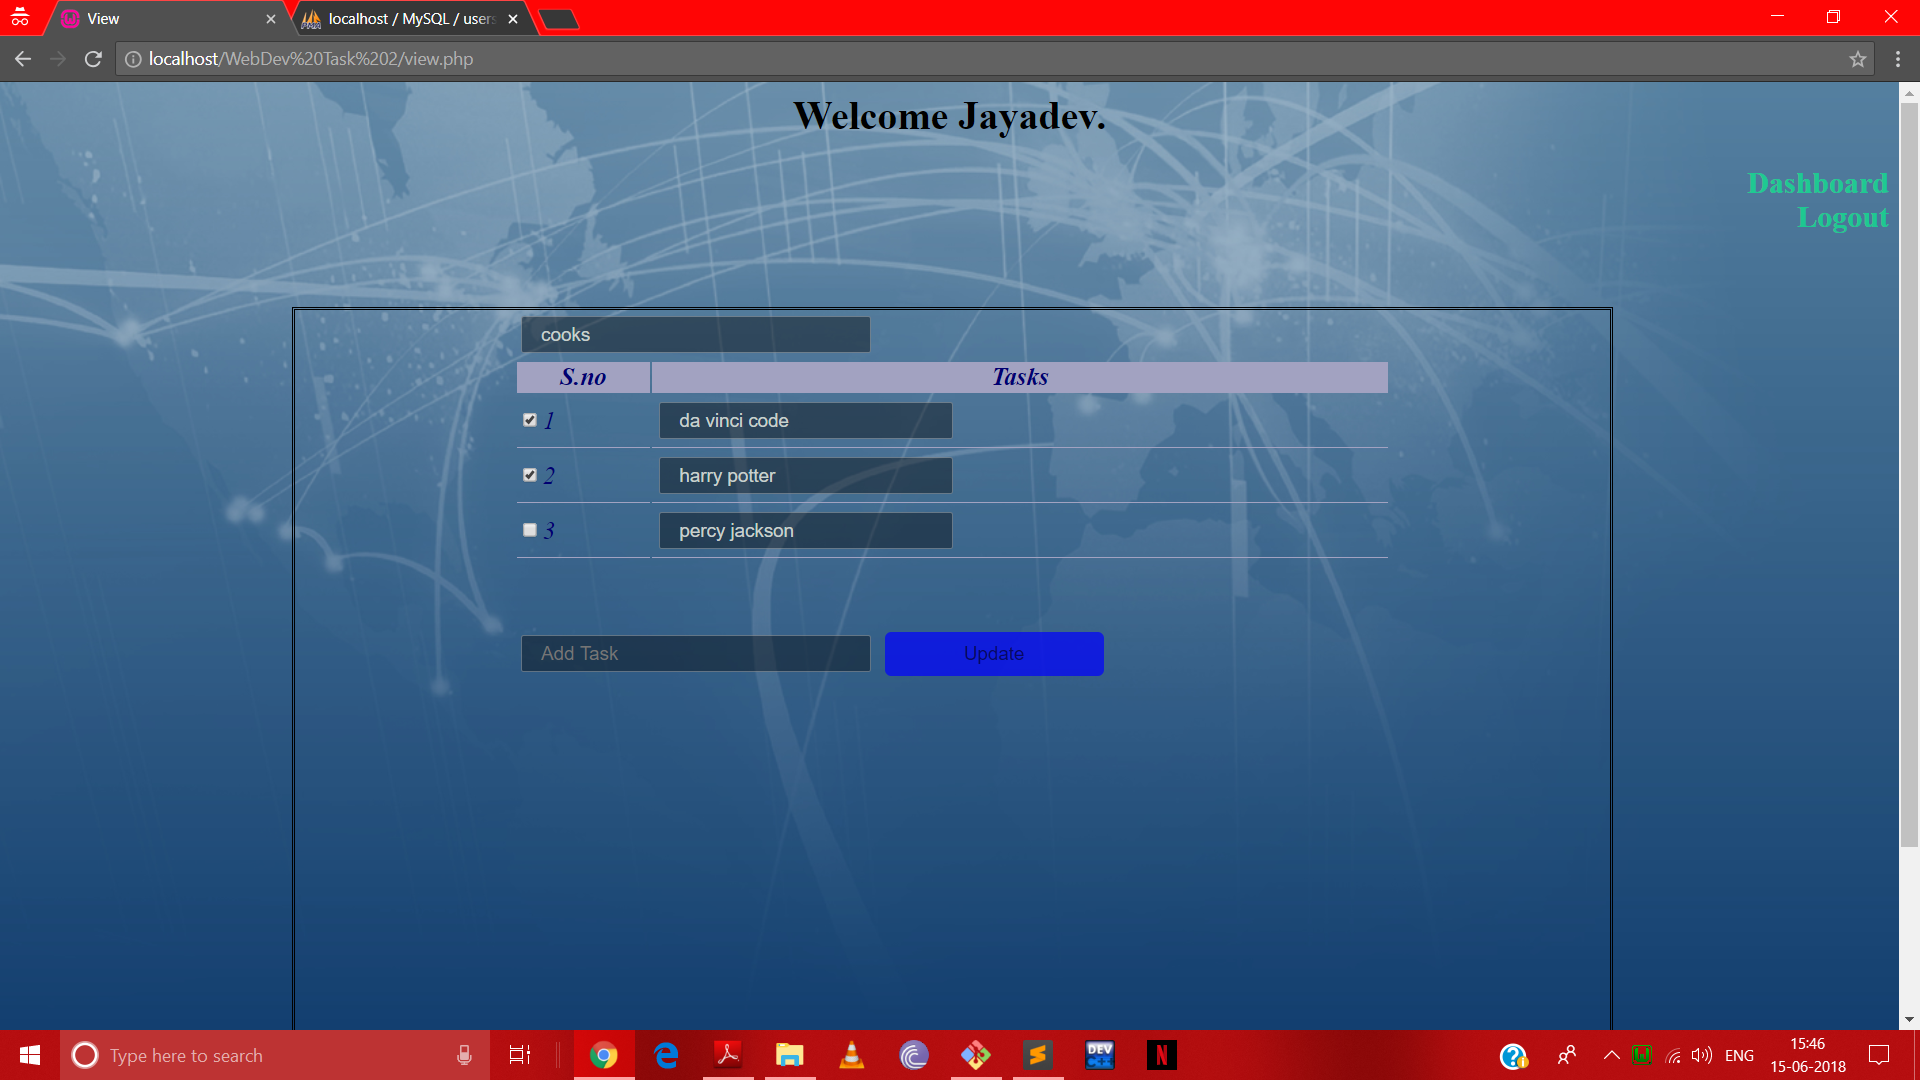 View
localhost / MySQL / users
localhost/WebDev%20Task%202/view.php
Welcome Jayadev.
Dashboard
Logout
cooks
S.no Tasks
1 da vinci code
2 harry potter
3 percy jackson
Add Task Update
Type here to search
DEV
C++
N
ENG
15:46
15-06-2018